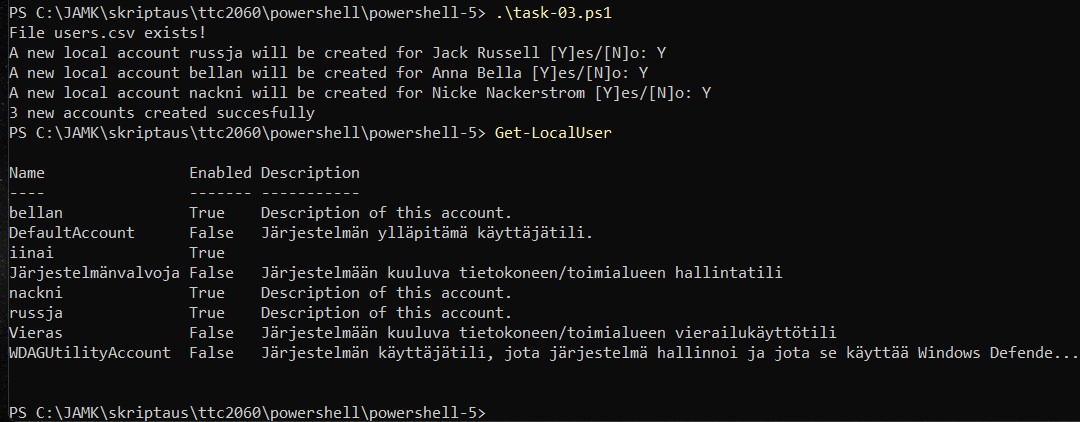 PS C:\JAMK\skriptaus\ttc2060\powershell\powershell-5> .\task-03.ps1
File users.csv exists!
A new local account russja will be created for Jack Russell [Y]es/[N]o: Y
A new local account bellan will be created for Anna Bella [Y]es/[N]o: Y
A new local account nackni will be created for Nicke Nackerstrom [Y]es/[N]o: Y
3 new accounts created succesfully
PS C:\JAMK\skriptaus\ttc2060\powershell\powershell-5> Get-LocalUser
Name Enabled Description
---- ------- -----------
bellan True Description of this account.
DefaultAccount False Järjestelmän ylläpitämä käyttäjätili.
iinai True
Järjestelmänvalvoja False Järjestelmään kuuluva tietokoneen/toimialueen hallintatili
nackni True Description of this account.
russja True Description of this account.
Vieras False Järjestelmään kuuluva tietokoneen/toimialueen vierailukäyttötili
WDAGUtilityAccount False Järjestelmän käyttäjätili, jota järjestelmä hallinnoi ja jota se käyttää Windows Defende...
PS C:\JAMK\skriptaus\ttc2060\powershell\powershell-5>